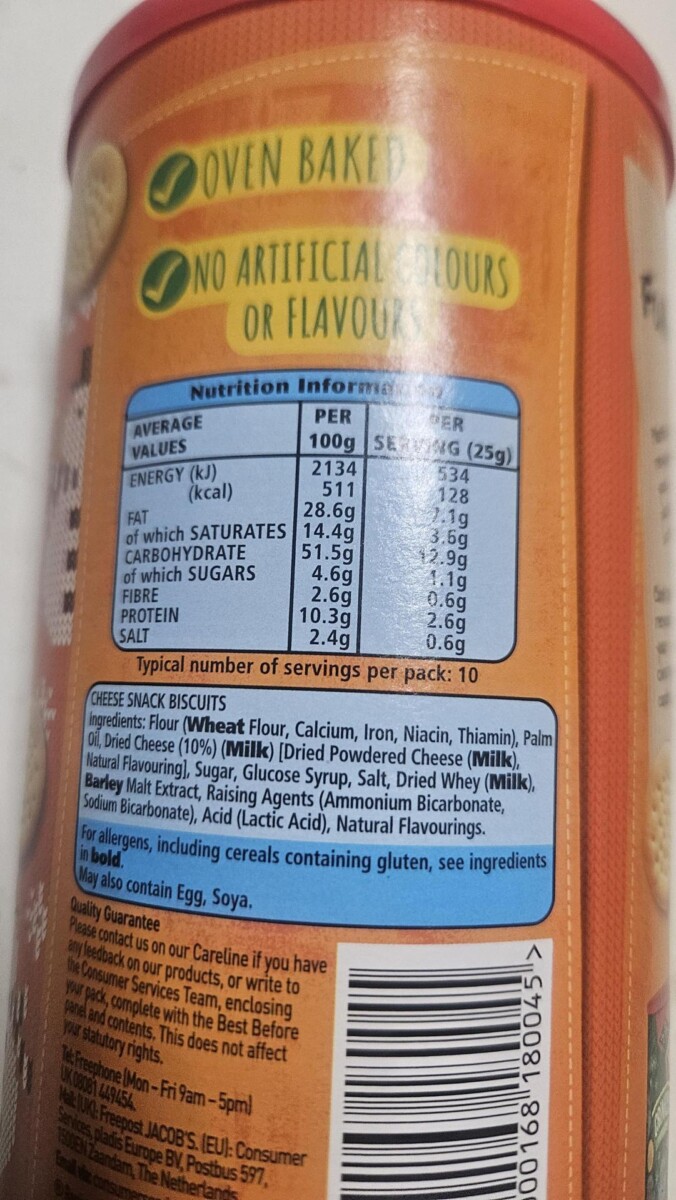 OVEN BAKED
NO ARTIFICIAL COLOURS
OR FLAVOURS
Nutrition Information
AVERAGE VALUES PER 100g PER SERVING (25g)
ENERGY (kJ) 2134 534
(kcal) 511 128
FAT 28.6g 7.1g
of which SATURATES 14.4g 3.6g
CARBOHYDRATE 51.5g 12.9g
of which SUGARS 4.6g 1.1g
FIBRE 2.6g 0.6g
PROTEIN 10.3g 2.6g
SALT 2.4g 0.6g
Typical number of servings per pack: 10
CHEESE SNACK BISCUITS
Ingredients: Flour (Wheat Flour, Calcium, Iron, Niacin, Thiamin), Palm
Oil, Dried Cheese (10%) (Milk) [Dried Powdered Cheese (Milk),
Natural Flavouring], Sugar, Glucose Syrup, Salt, Dried Whey (Milk),
Barley Malt Extract, Raising Agents (Ammonium Bicarbonate,
Sodium Bicarbonate), Acid (Lactic Acid), Natural Flavourings.
For allergens, including cereals containing gluten, see ingredients
in bold.
May also contain Egg, Soya.
Quality Guarantee
Please contact us on our Careline if you have
any feedback on our products, or write to
the Consumer Services Team, enclosing
your pack, complete with the Best Before
panel and contents. This does not affect
your statutory rights.
Tel: Freephone (Mon - Fri 9am - 5pm)
UK 08081 449454.
Mail: (UK): Freepost JACOB'S. (EU): Consumer
Services, pladis Europe BV, Postbus 597,
1500EN Zaandam, The Netherlands
00168 180045 >